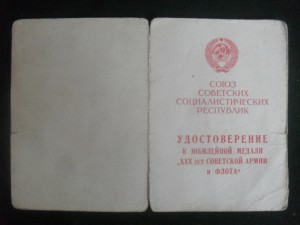 СОЮЗ
СОВЕТСКИХ
СОЦИАЛИСТИЧЕСКИХ
РЕСПУБЛИК
УДОСТОВЕРЕНИЕ
К ЮБИЛЕЙНОЙ МЕДАЛИ
„XXX ЛЕТ СОВЕТСКОЙ АРМИИ
И ФЛОТА“